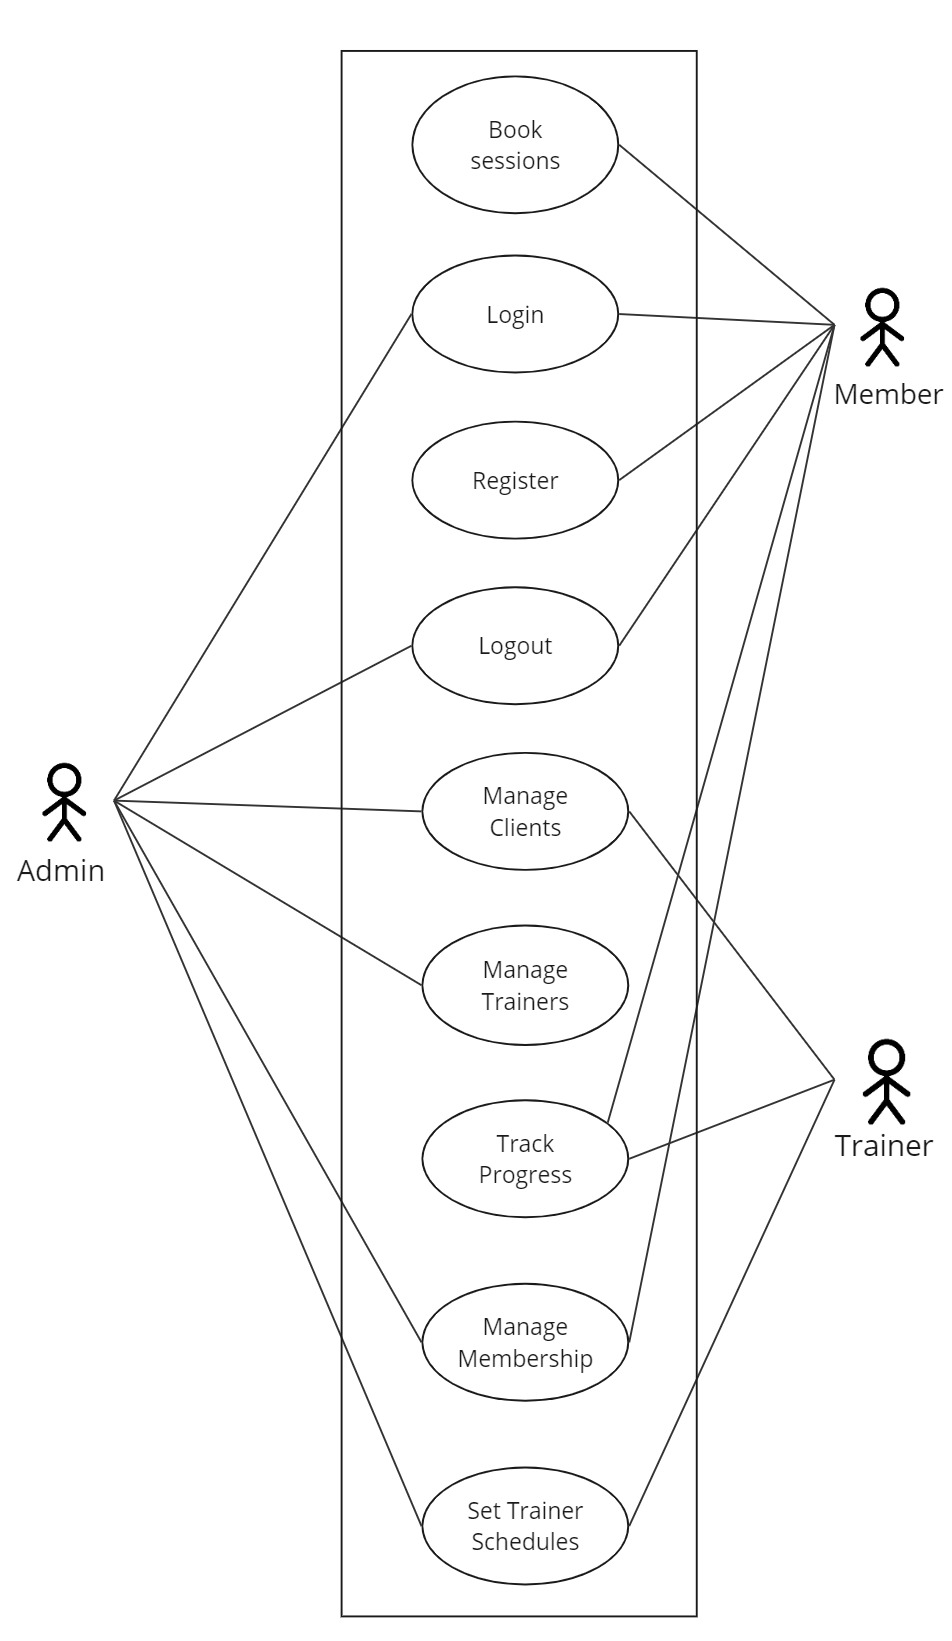 Book
sessions
Login
Member
Register
Logout
Manage
Clients
Admin
Manage
Trainers
Track
Progress
Trainer
Manage
Membership
Set Trainer
Schedules